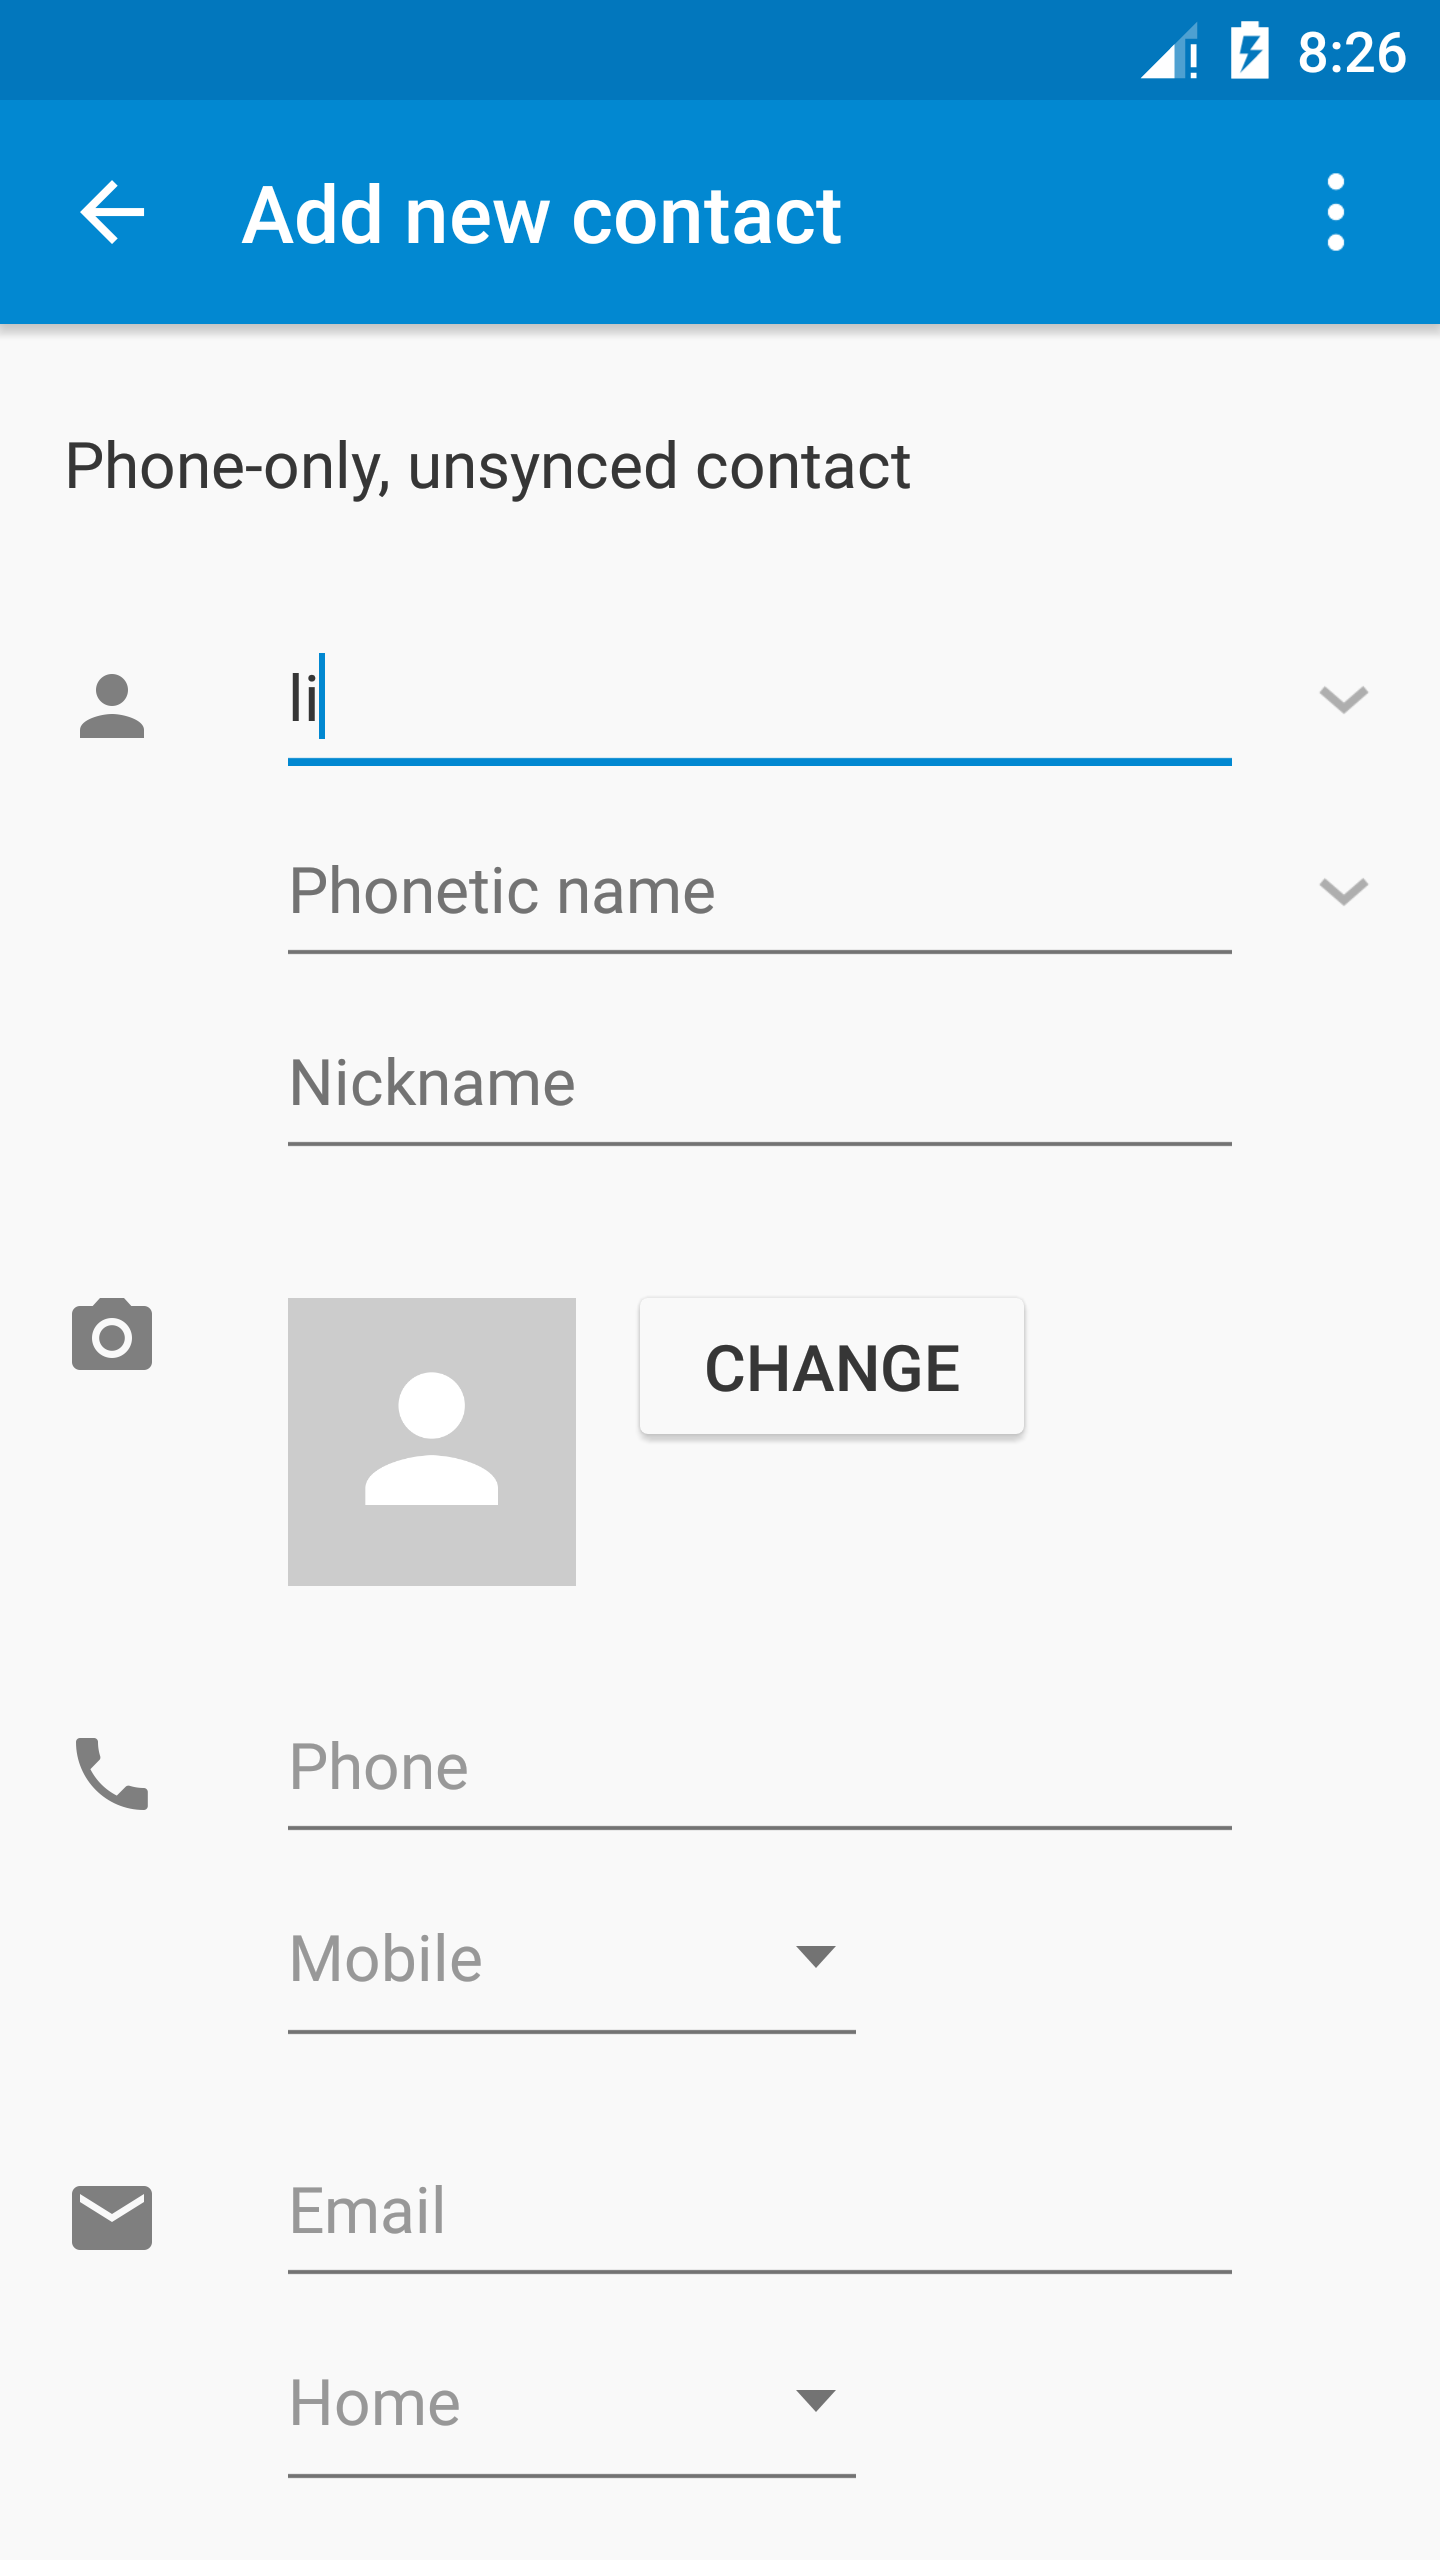 8:26
Add new contact
Phone-only, unsynced contact
li
Phonetic name
Nickname
CHANGE
Phone
Mobile
Email
Home